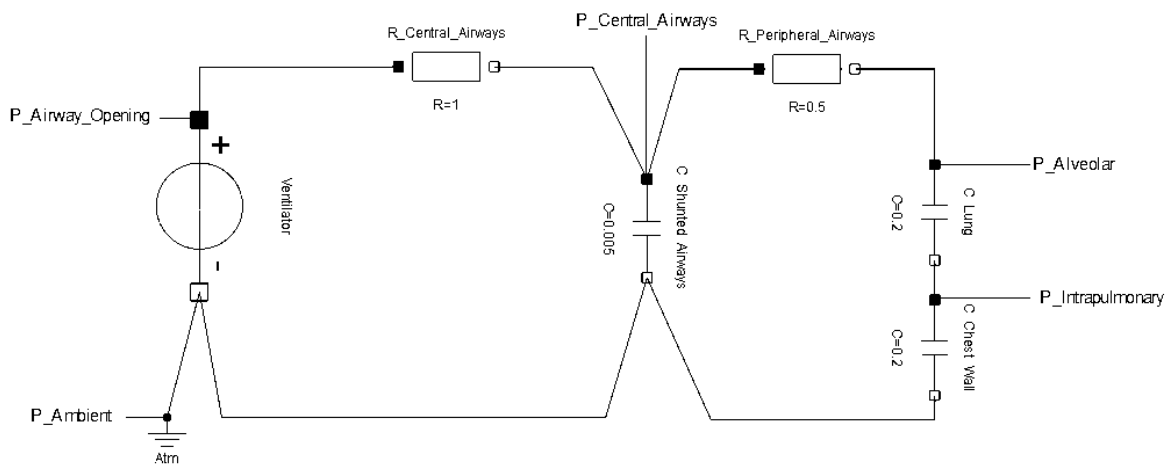 P_Central_Airways
R_Central_Airways
R_Peripheral_Airways
R=1
R=0.5
P_Airway_Opening
+
Ventilator
-
C Shunted Airways
C=0.005
P_Alveolar
C Lung
C=0.2
P_Intrapulmonary
C Chest Wall
C=0.2
P_Ambient
Atm